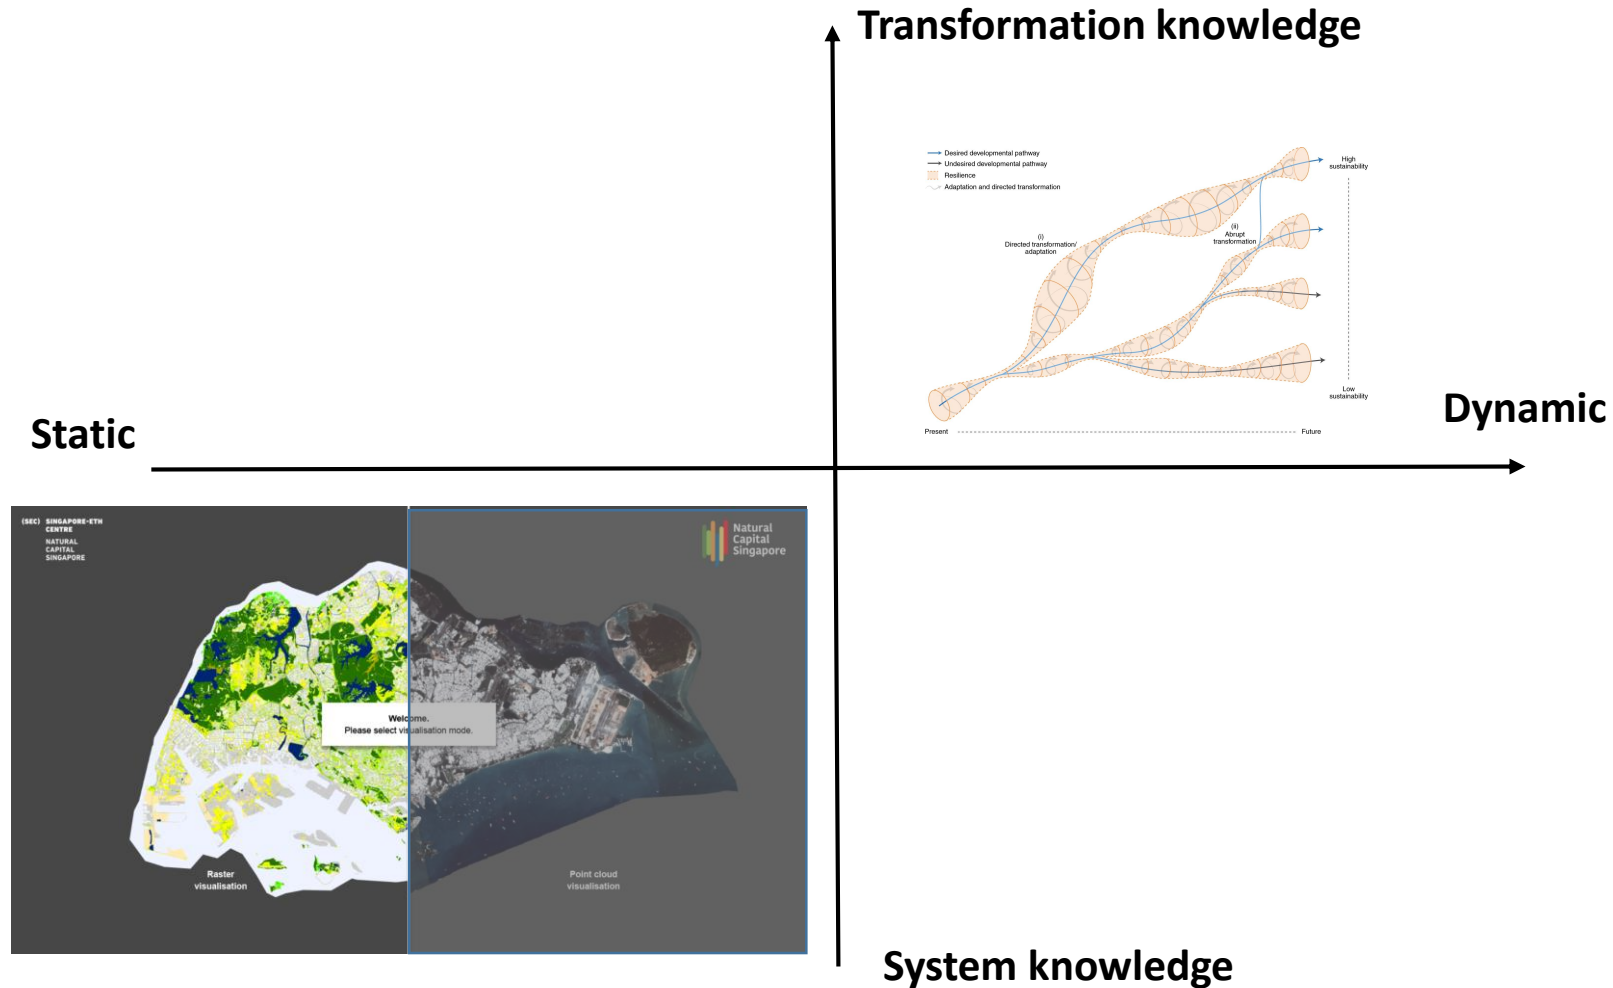 Transformation knowledge
Desired developmental pathway
Undesired developmental pathway
Resilience
Adaptation and directed transformation
High
sustainability
(i)
Directed transformation/
adaptation
(ii)
Abrupt
transformation
Low
sustainability
Present
Future
Static
Dynamic
(SEC) SINGAPORE-ETH
CENTRE
NATURAL
CAPITAL
SINGAPORE
Natural
Capital
Singapore
Welcome.
Please select visualisation mode.
Raster
visualisation
Point cloud
visualisation
System knowledge